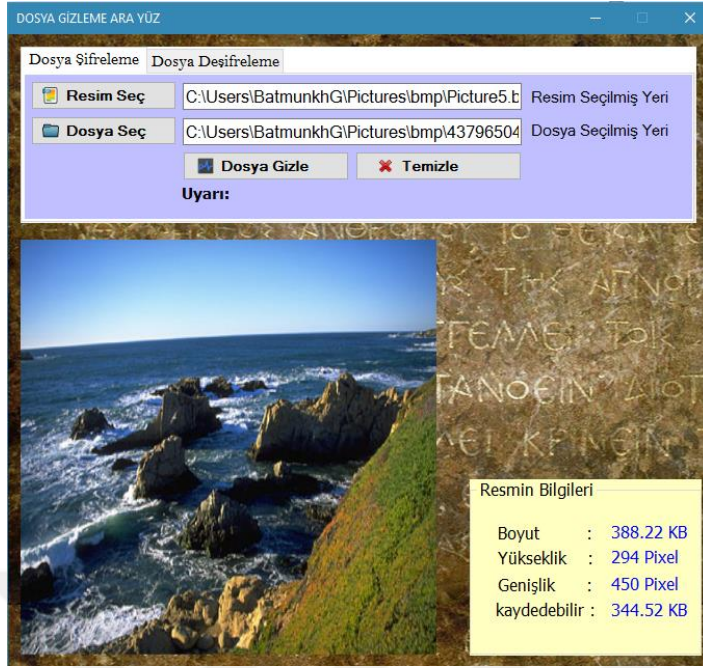 DOSYA GİZLEME ARA YÜZ
Dosya Şifreleme Dosya Deşifreleme
Resim Seç C:\Users\BatmunkhG\Pictures\bmp\Picture5.b Resim Seçilmiş Yeri
Dosya Seç C:\Users\BatmunkhG\Pictures\bmp\43796504 Dosya Seçilmiş Yeri
Dosya Gizle Temizle
Uyarı:
Resmin Bilgileri
Boyut : 388.22 KB
Yükseklik : 294 Pixel
Genişlik : 450 Pixel
kaydedebilir : 344.52 KB